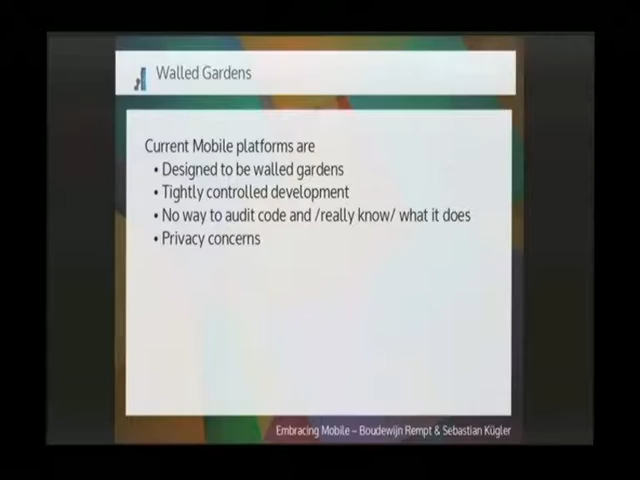 Walled Gardens
Current Mobile platforms are
• Designed to be walled gardens
• Tightly controlled development
• No way to audit code and /really know/ what it does
• Privacy concerns
Embracing Mobile – Boudewijn Rempt & Sebastian Kügler